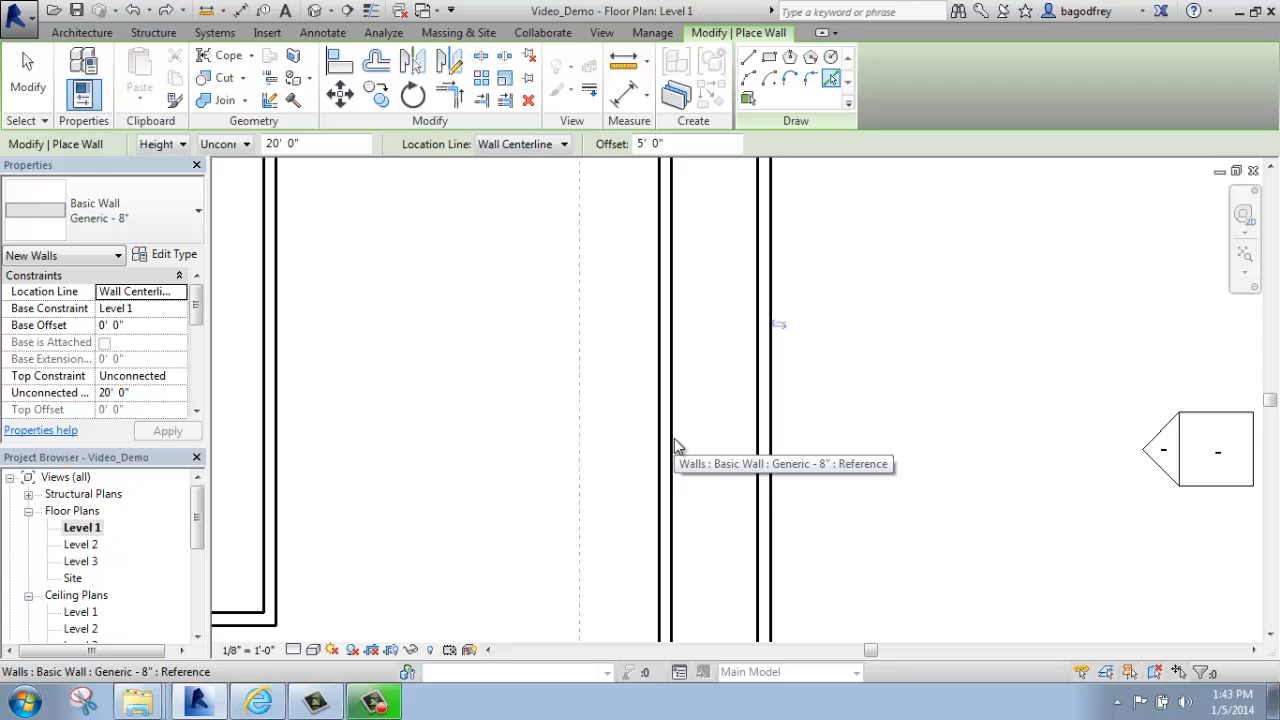 Video_Demo - Floor Plan: Level 1
Type a keyword or phrase
bagodfrey
Architecture
Structure
Systems
Insert
Annotate
Analyze
Massing & Site
Collaborate
View
Manage
Modify | Place Wall
Modify
Paste
Cope
Cut
Join
Select
Properties
Clipboard
Geometry
Modify
View
Measure
Create
Draw
Modify | Place Wall
Height
Unconr
20' 0"
Location Line:
Wall Centerline
Offset:
5' 0"
Properties
Basic Wall
Generic - 8"
New Walls
Edit Type
Constraints
Location Line
Wall Centerli...
Base Constraint
Level 1
Base Offset
0' 0"
Base is Attached
Base Extension...
0' 0"
Top Constraint
Unconnected
Unconnected ...
20' 0"
Top Offset
0' 0"
Properties help
Apply
Project Browser - Video_Demo
Views (all)
Structural Plans
Floor Plans
Level 1
Level 2
Level 3
Site
Ceiling Plans
Level 1
Level 2
Walls : Basic Wall : Generic - 8" : Reference
2D
1/8" = 1'-0"
Walls : Basic Wall : Generic - 8" : Reference
:0
Main Model
:0
1:43 PM
1/5/2014